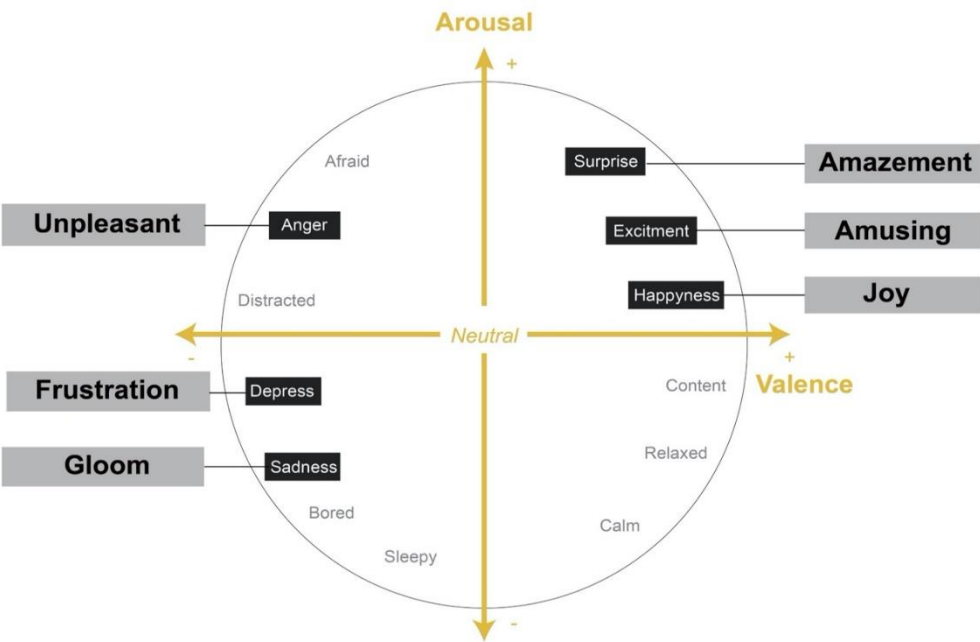 Arousal
+
Afraid
Surprise
Amazement
Unpleasant
Anger
Excitment
Amusing
Distracted
Happyness
Joy
Neutral
-
+
Frustration
Depress
Content
Valence
Gloom
Sadness
Relaxed
Bored
Calm
Sleepy
-